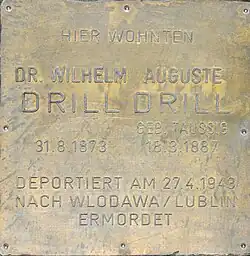 HIER WOHNTEN
DR. WILHELM AUGUSTE
DRILL DRILL
GEB. TAUSSIG
31.8.1873 18.3.1887
DEPORTIERT AM 27.4.1943
NACH WLODAWA/LUBLIN
ERMORDET